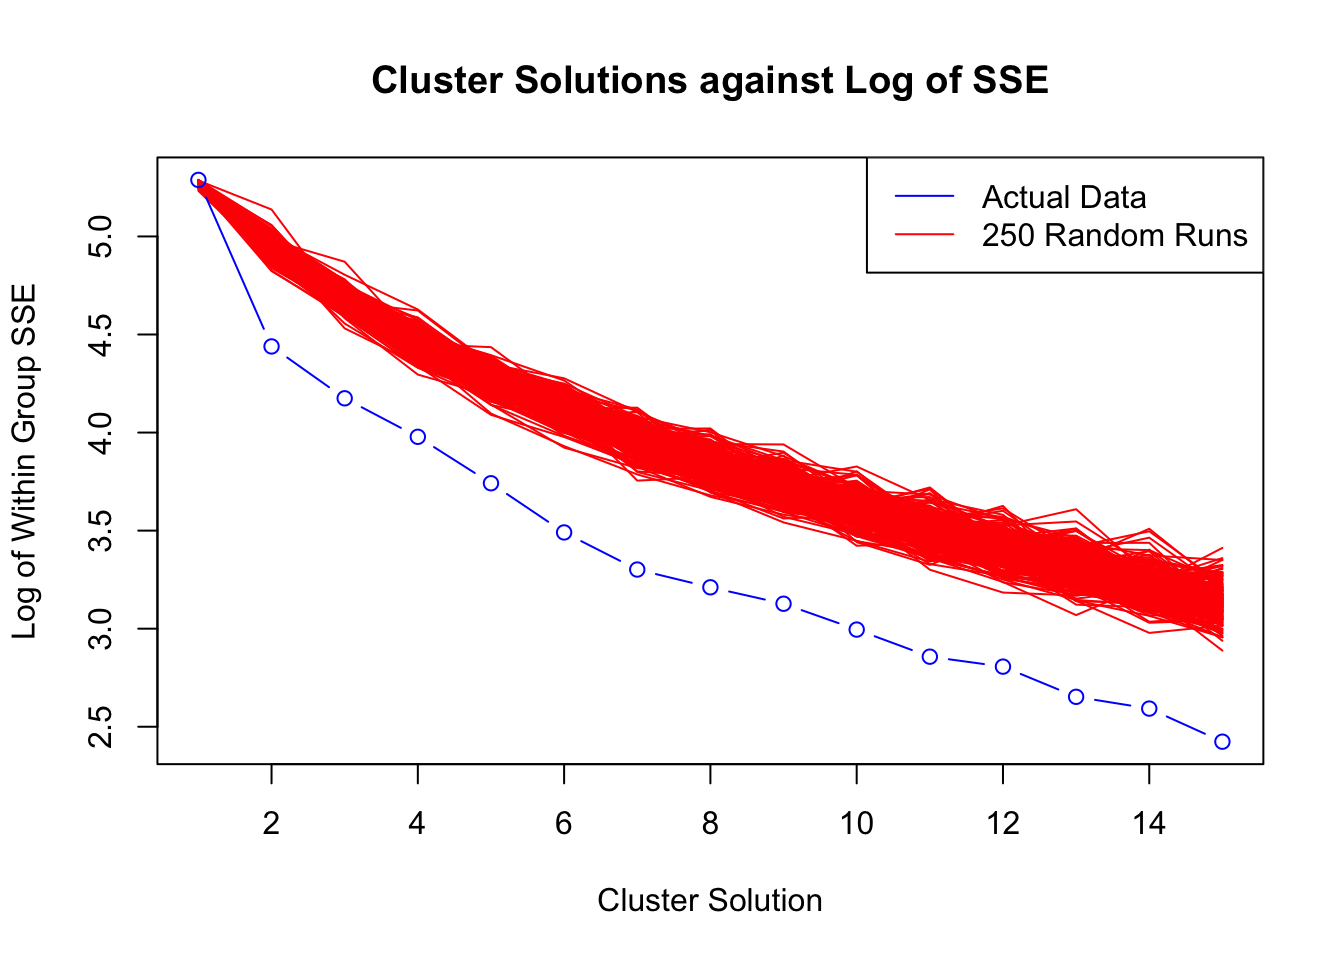 Cluster Solutions against Log of SSE
Actual Data
250 Random Runs
Log of Within Group SSE
5.0
4.5
4.0
3.5
3.0
2.5
2 4 6 8 10 12 14
Cluster Solution